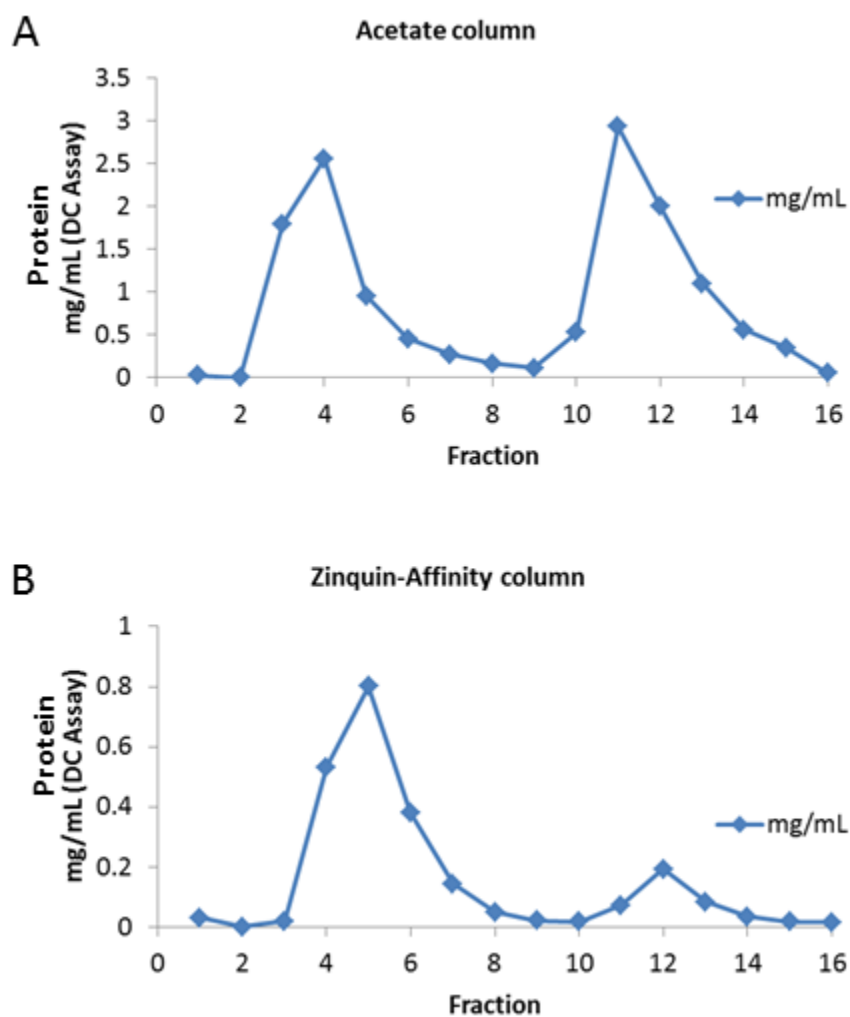 A
Acetate column
3.5
3
2.5
2
1.5
1
0.5
0
Protein
mg/mL (DC Assay)
mg/mL
0 2 4 6 8 10 12 14 16
Fraction
B
Zinquin-Affinity column
1
0.8
0.6
0.4
0.2
0
Protein
mg/mL (DC Assay)
mg/mL
0 2 4 6 8 10 12 14 16
Fraction